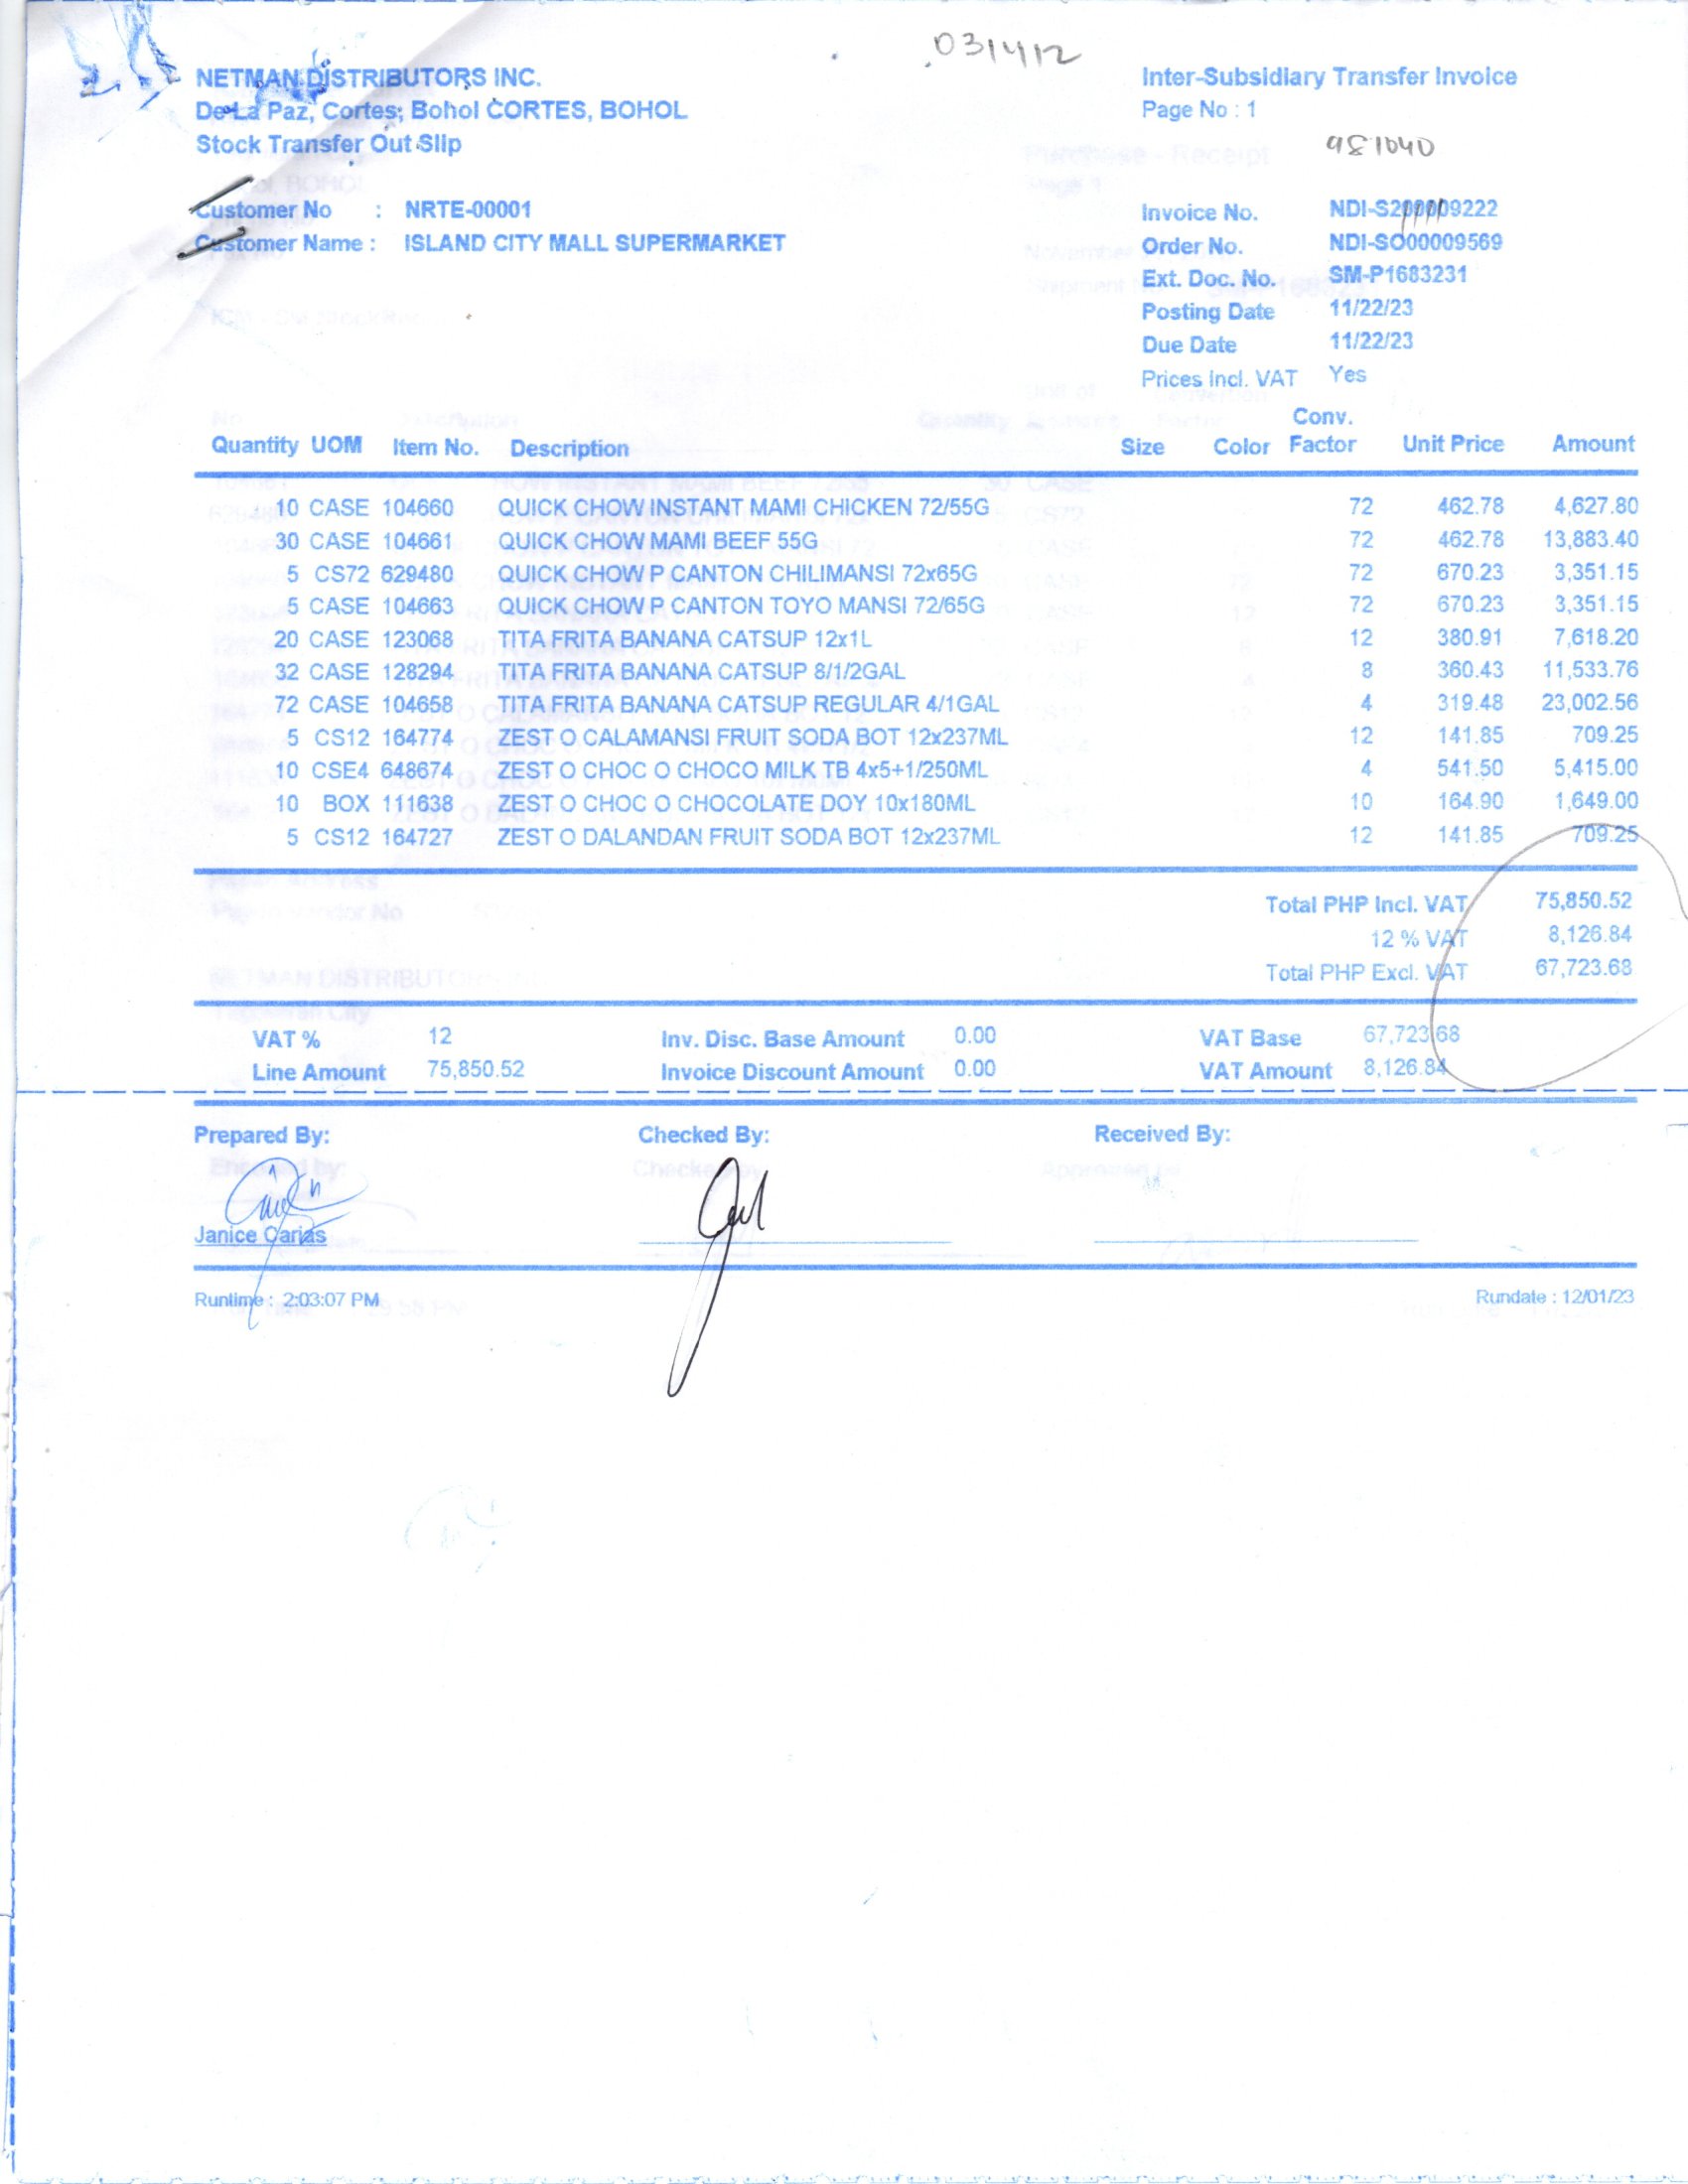 031412
NETMAN DISTRIBUTORS INC.
De La Paz, Cortes, Bohol CORTES, BOHOL
Stock Transfer Out Slip
Inter-Subsidiary Transfer Invoice
Page No : 1
981040
Customer No : NRTE-00001
Customer Name : ISLAND CITY MALL SUPERMARKET
Invoice No. NDI-S200009222
Order No. NDI-SO00009569
Ext. Doc. No. SM-P1683231
Posting Date 11/22/23
Due Date 11/22/23
Prices Incl. VAT Yes
Quantity UOM Item No. Description Size Color Conv. Factor Unit Price Amount
10 CASE 104660 QUICK CHOW INSTANT MAMI CHICKEN 72/55G 72 462.78 4,627.80
30 CASE 104661 QUICK CHOW MAMI BEEF 55G 72 462.78 13,883.40
5 CS72 629480 QUICK CHOW P CANTON CHILIMANSI 72x65G 72 670.23 3,351.15
5 CASE 104663 QUICK CHOW P CANTON TOYO MANSI 72/65G 72 670.23 3,351.15
20 CASE 123068 TITA FRITA BANANA CATSUP 12x1L 12 380.91 7,618.20
32 CASE 128294 TITA FRITA BANANA CATSUP 8/1/2GAL 8 360.43 11,533.76
72 CASE 104658 TITA FRITA BANANA CATSUP REGULAR 4/1GAL 4 319.48 23,002.56
5 CS12 164774 ZEST O CALAMANSI FRUIT SODA BOT 12x237ML 12 141.85 709.25
10 CSE4 648674 ZEST O CHOC O CHOCO MILK TB 4x5+1/250ML 4 541.50 5,415.00
10 BOX 111638 ZEST O CHOC O CHOCOLATE DOY 10x180ML 10 164.90 1,649.00
5 CS12 164727 ZEST O DALANDAN FRUIT SODA BOT 12x237ML 12 141.85 709.25
Total PHP Incl. VAT 75,850.52
12 % VAT 8,126.84
Total PHP Excl. VAT 67,723.68
VAT % 12 Inv. Disc. Base Amount 0.00 VAT Base 67,723.68
Line Amount 75,850.52 Invoice Discount Amount 0.00 VAT Amount 8,126.84
Prepared By: Checked By: Received By:
Janice Carias
Runtime : 2:03:07 PM Rundate : 12/01/23